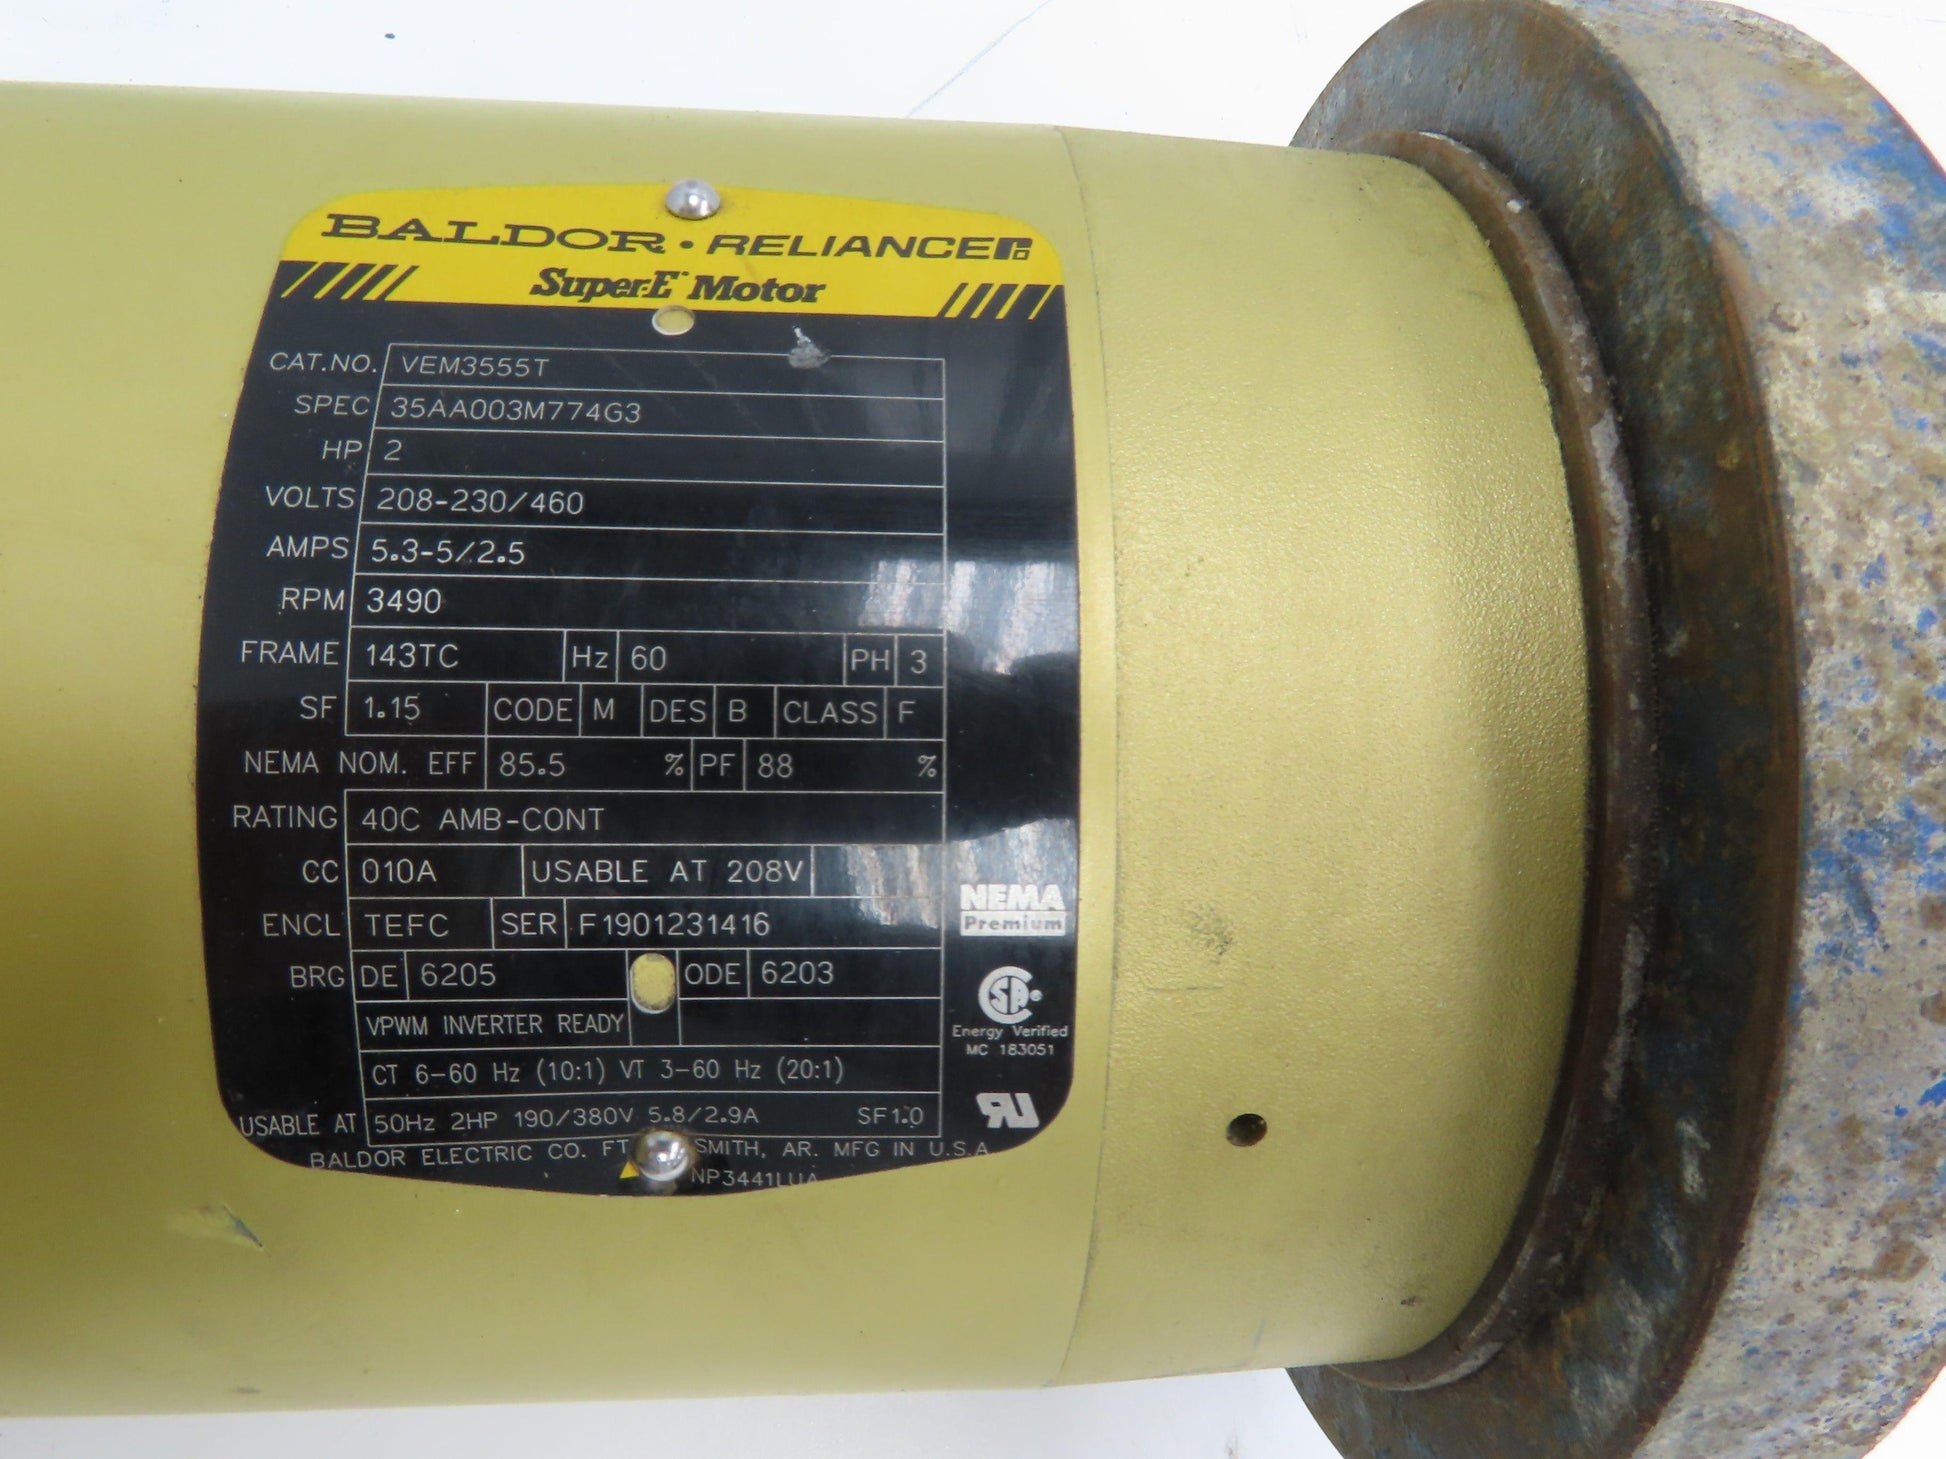 BALDOR • RELIANCE
Super-E Motor
CAT.NO. VEM3555T
SPEC 35AA003M774G3
HP 2
VOLTS 208-230/460
AMPS 5.3-5/2.5
RPM 3490
FRAME 143TC Hz 60 PH 3
SF 1.15 CODE M DES B CLASS F
NEMA NOM. EFF 85.5 % PF 88 %
RATING 40C AMB-CONT
CC 010A USABLE AT 208V
ENCL TEFC SER F1901231416
BRG DE 6205 ODE 6203
VPWM INVERTER READY
CT 6-60 Hz (10:1) VT 3-60 Hz (20:1)
USABLE AT 50Hz 2HP 190/380V 5.8/2.9A SF1.0
BALDOR ELECTRIC CO. FT SMITH, AR. MFG IN U.S.A
NP3441LUA
NEMA
Premium
Energy Verified
MC 183051